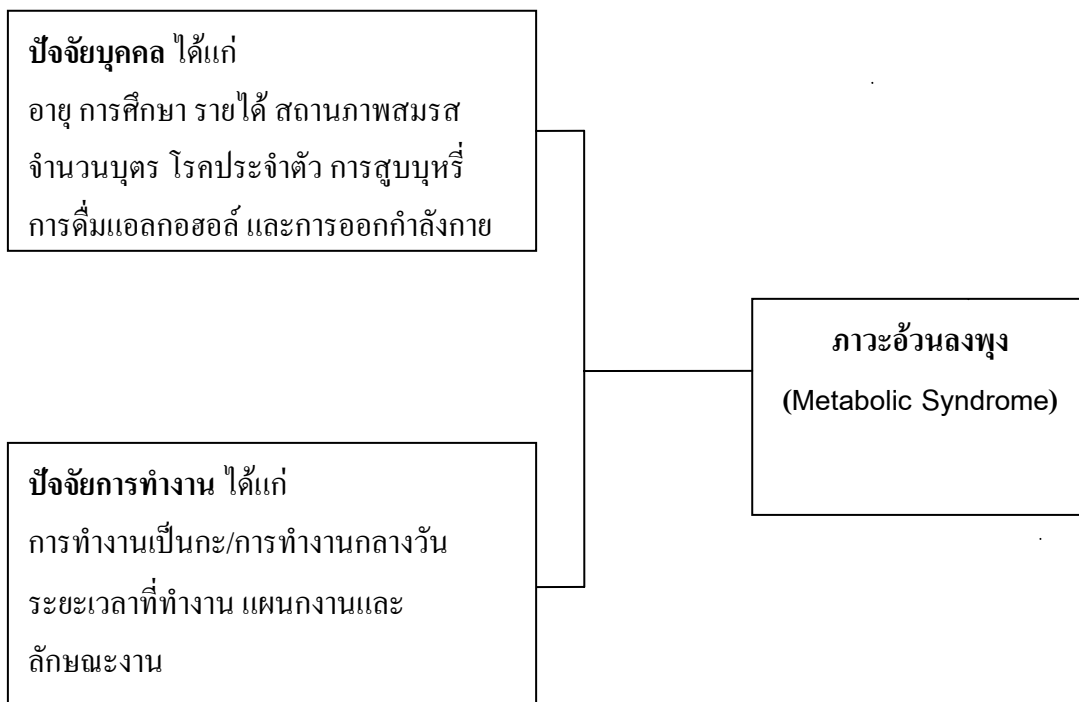 ปัจจัยบุคคล ได้แก่
อายุ การศึกษา รายได้ สถานภาพสมรส
จำนวนบุตร โรคประจำตัว การสูบบุหรี่
การดื่มแอลกอฮอล์ และการออกกำลังกาย
ภาวะอ้วนลงพุง
(Metabolic Syndrome)
ปัจจัยการทำงาน ได้แก่
การทำงานเป็นกะ/การทำงานกลางวัน
ระยะเวลาที่ทำงาน แผนกงานและ
ลักษณะงาน